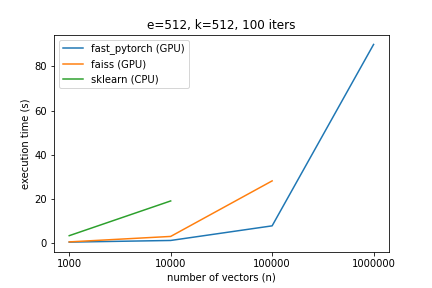 e=512, k=512, 100 iters
fast_pytorch (GPU)
faiss (GPU)
sklearn (CPU)
execution time (s)
80
60
40
20
0
1000 10000 100000 1000000
number of vectors (n)